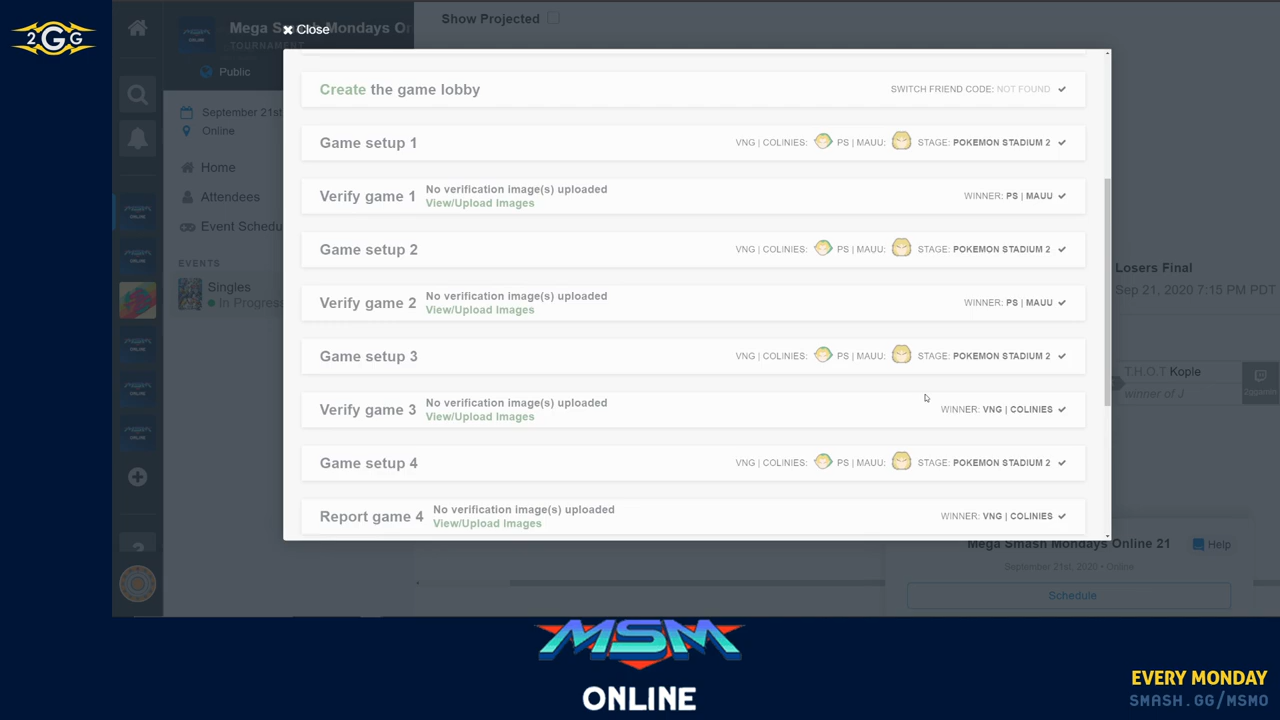 2GG
Mega Smash Mondays Or
TOURNAMENT
Public
September 21st
Online
Home
Attendees
Event Schedu
EVENTS
Singles
In Progress
Show Projected
✖ Close
Create the game lobby
SWITCH FRIEND CODE: NOT FOUND ✔
Game setup 1
VNG | COLINIES: PS | MAUU: STAGE: POKEMON STADIUM 2 ✔
Verify game 1
No verification image(s) uploaded
View/Upload Images
WINNER: PS | MAUU ✔
Game setup 2
VNG | COLINIES: PS | MAUU: STAGE: POKEMON STADIUM 2 ✔
Verify game 2
No verification image(s) uploaded
View/Upload Images
WINNER: PS | MAUU ✔
Game setup 3
VNG | COLINIES: PS | MAUU: STAGE: POKEMON STADIUM 2 ✔
Verify game 3
No verification image(s) uploaded
View/Upload Images
WINNER: VNG | COLINIES ✔
Game setup 4
VNG | COLINIES: PS | MAUU: STAGE: POKEMON STADIUM 2 ✔
Report game 4
No verification image(s) uploaded
View/Upload Images
WINNER: VNG | COLINIES ✔
Losers Final
Sep 21, 2020 7:15 PM PDT
T.H.O.T Kople
winner of J
Mega Smash Mondays Online 21
Help
September 21st, 2020 • Online
Schedule
MSM
ONLINE
EVERY MONDAY
SMASH.GG/MSMO